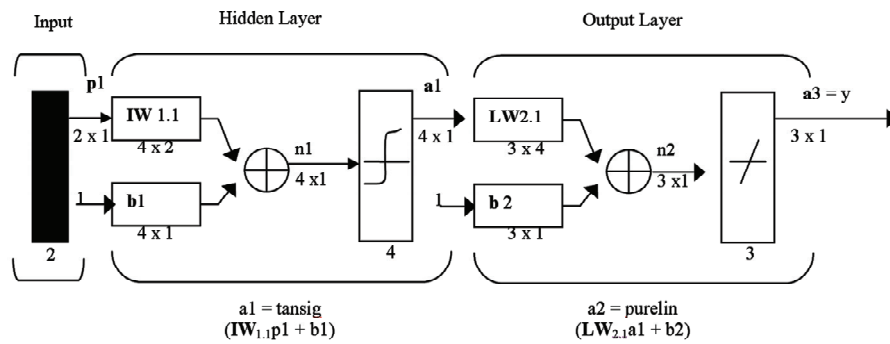 Input
Hidden Layer
Output Layer
p1
a1
a3 = y
IW 1.1
LW2.1
2 x 1
4 x 2
n1
4 x 1
3 x 4
n2
3 x 1
4 x1
3 x1
1
b1
1
b 2
4 x 1
3 x 1
2
4
3
a1 = tansig
(IW1.1p1 + b1)
a2 = purelin
(LW2.1a1 + b2)